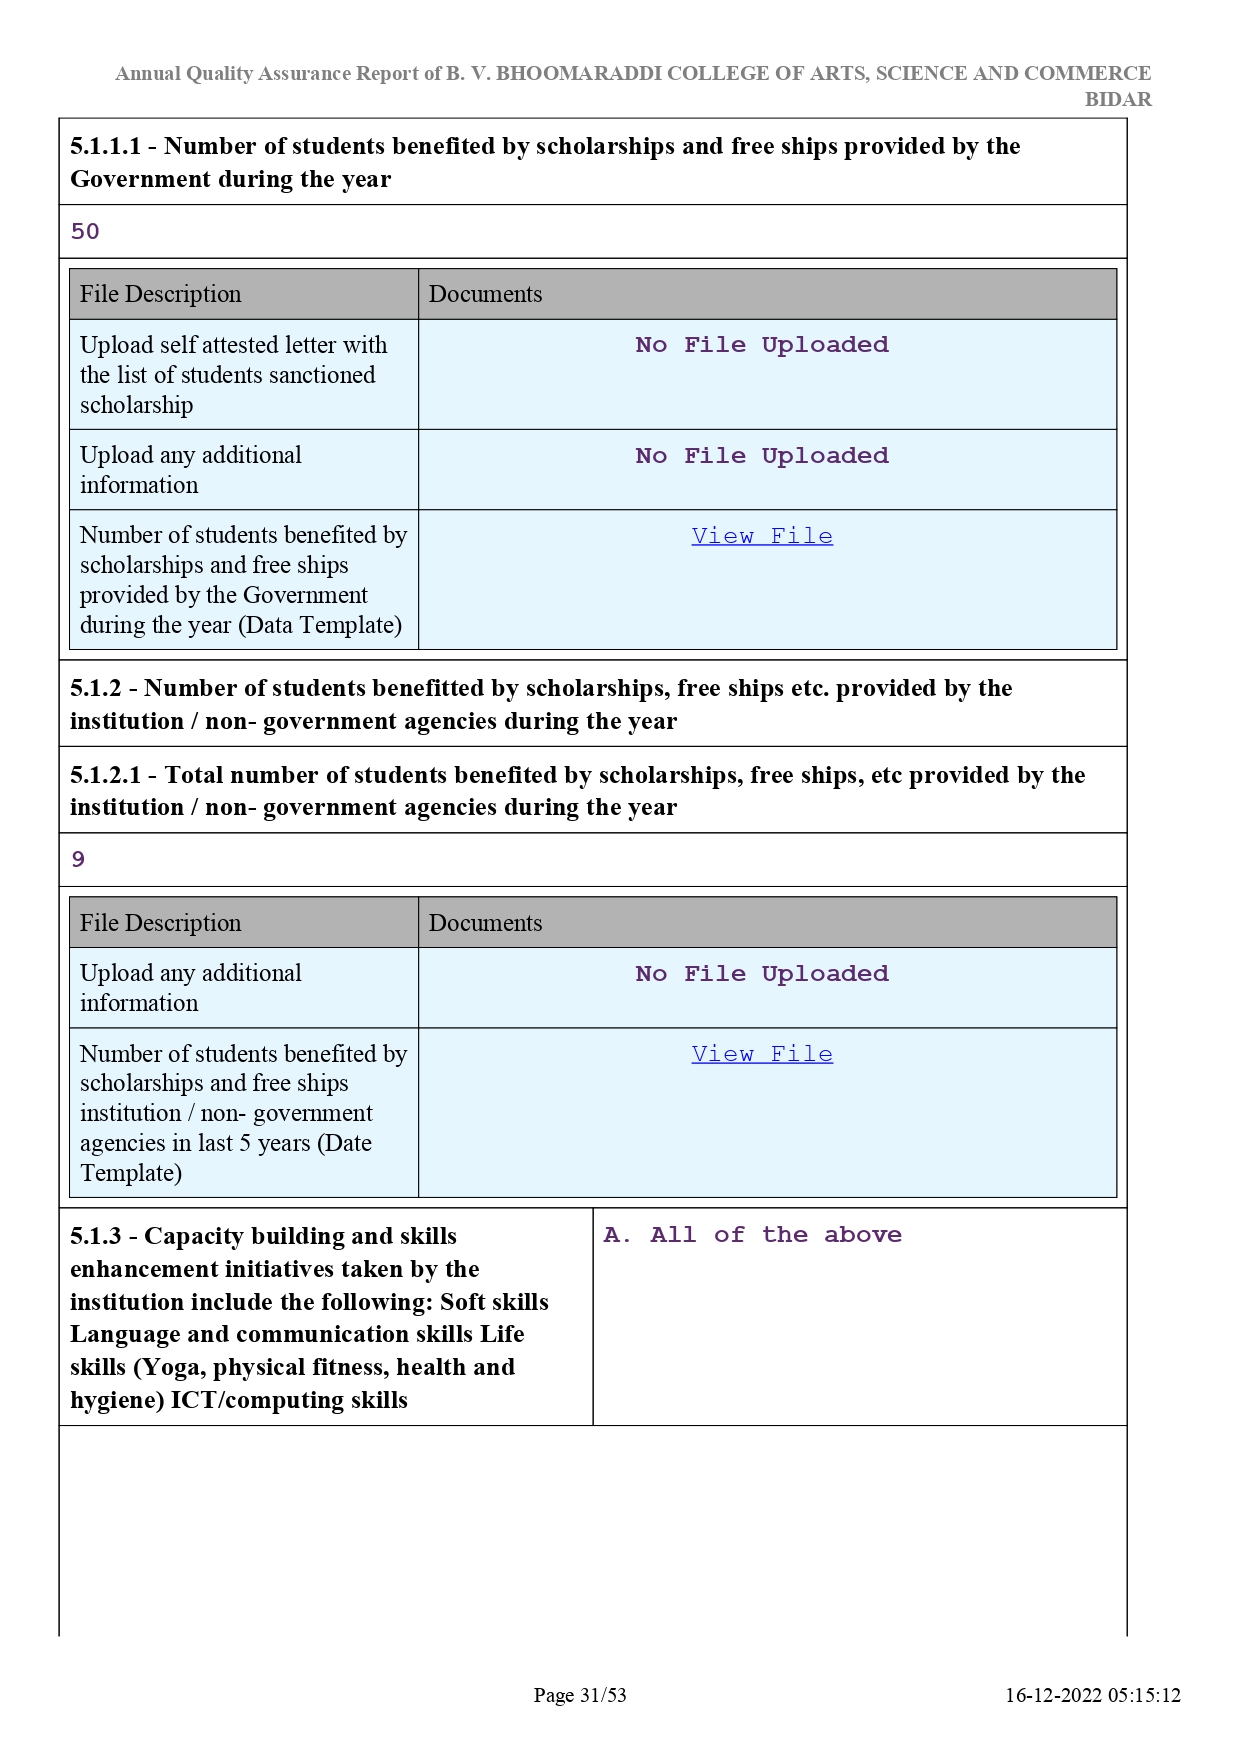 Annual Quality Assurance Report of B. V. BHOOMARADDI COLLEGE OF ARTS, SCIENCE AND COMMERCE
BIDAR
5.1.1.1 - Number of students benefited by scholarships and free ships provided by the
Government during the year
50
File Description
Documents
Upload self attested letter with
the list of students sanctioned
scholarship
No File Uploaded
Upload any additional
information
No File Uploaded
Number of students benefited by
scholarships and free ships
provided by the Government
during the year (Data Template)
View File
5.1.2 - Number of students benefitted by scholarships, free ships etc. provided by the
institution / non- government agencies during the year
5.1.2.1 - Total number of students benefited by scholarships, free ships, etc provided by the
institution / non- government agencies during the year
9
File Description
Documents
Upload any additional
information
No File Uploaded
Number of students benefited by
scholarships and free ships
institution / non- government
agencies in last 5 years (Date
Template)
View File
5.1.3 - Capacity building and skills
enhancement initiatives taken by the
institution include the following: Soft skills
Language and communication skills Life
skills (Yoga, physical fitness, health and
hygiene) ICT/computing skills
A. All of the above
Page 31/53
16-12-2022 05:15:12